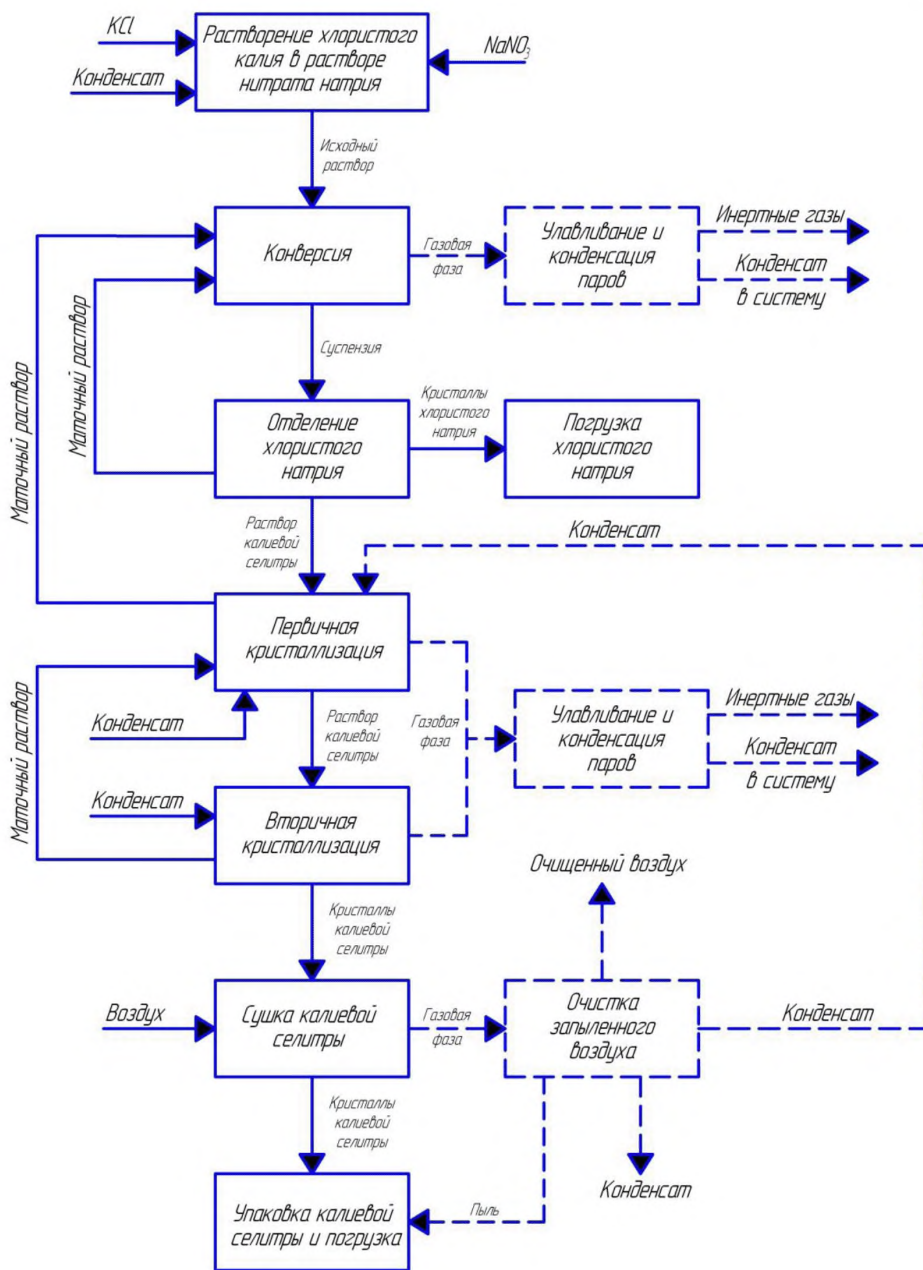 KCl
Конденсат
Растворение хлористого
калия в растворе
нитрата натрия
NaNO3
Исходный
раствор
Конверсия
Газовая
фаза
Улавливание и
конденсация
паров
Инертные газы
Конденсат
в систему
Маточный раствор
Маточный раствор
Суспензия
Отделение
хлористого
натрия
Кристаллы
хлористого
натрия
Погрузка
хлористого
натрия
Раствор
калиевой
селитры
Конденсат
Первичная
кристаллизация
Маточный раствор
Конденсат
Раствор
калиевой
селитры
Газовая
фаза
Улавливание и
конденсация
паров
Инертные газы
Конденсат
в систему
Конденсат
Вторичная
кристаллизация
Очищенный воздух
Кристаллы
калиевой
селитры
Воздух
Сушка калиевой
селитры
Газовая
фаза
Очистка
запыленного
воздуха
Конденсат
Кристаллы
калиевой
селитры
Конденсат
Упаковка калиевой
селитры и погрузка
Пыль